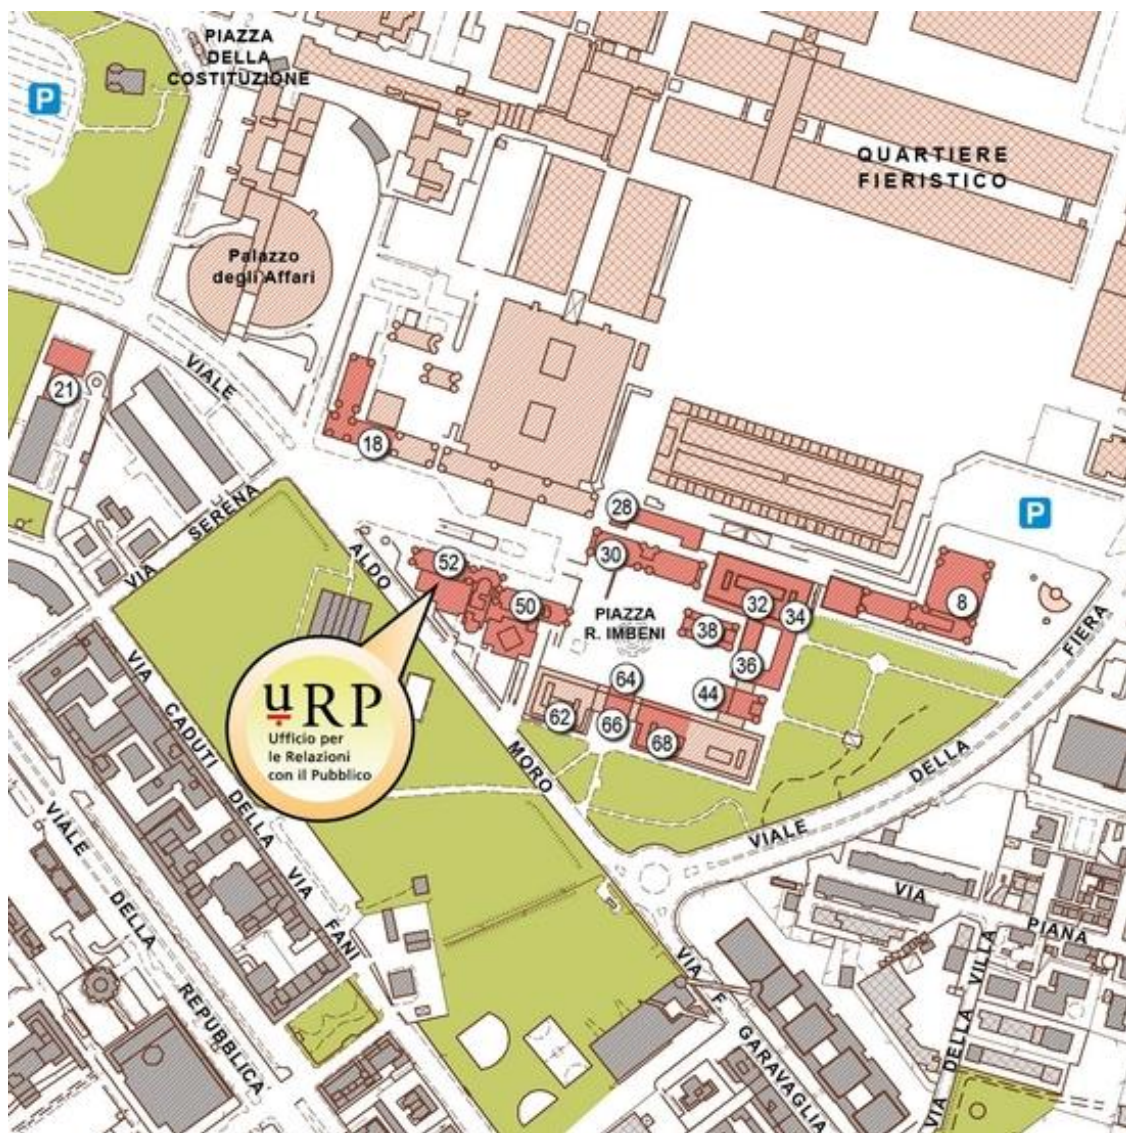 PIAZZA
DELLA
COSTITUZIONE
P
QUARTIERE
FIERISTICO
Palazzo
degli Affari
VIALE
21
18
P
VIA SERENA
ALDO
28
30
52
50
PIAZZA
R. IMBENI
32
34
38
36
8
64
44
62
66
68
URP
Ufficio per
le Relazioni
con il Pubblico
MORO
VIALE DELLA FIERA
VIA CADUTI DELLA VIA FANI
VIALE DELLA REPUBBLICA
VIA PIANA
VIA DELLA VILLA
VIA F. GARAVAGLIA